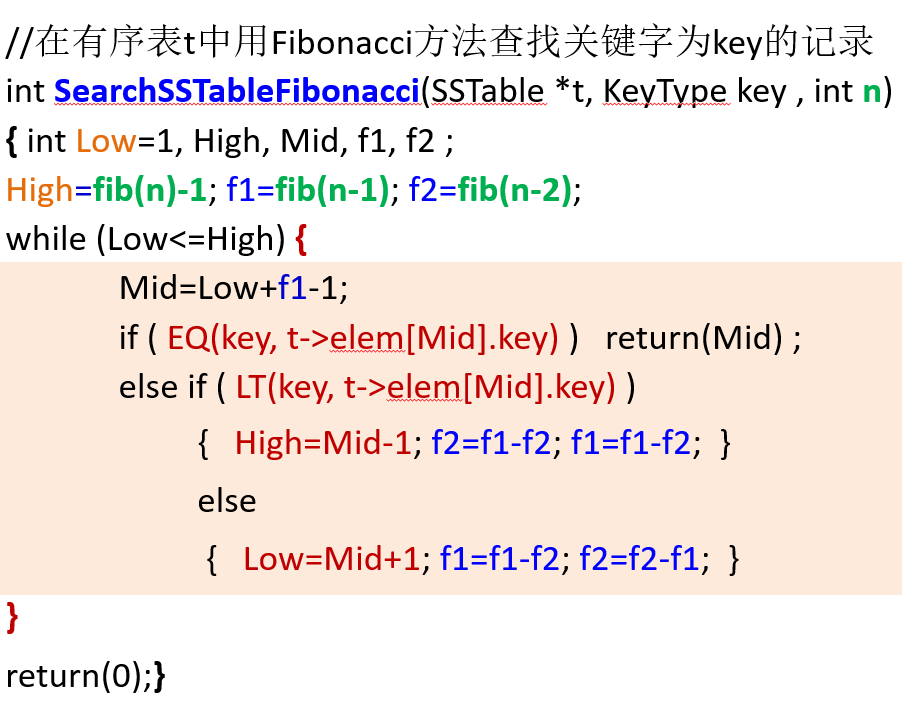 //在有序表t中用Fibonacci方法查找关键字为key的记录
int SearchSSTableFibonacci(SSTable *t, KeyType key , int n)
{ int Low=1, High, Mid, f1, f2 ;
High=fib(n)-1; f1=fib(n-1); f2=fib(n-2);
while (Low<=High) {
Mid=Low+f1-1;
if ( EQ(key, t->elem[Mid].key) ) return(Mid) ;
else if ( LT(key, t->elem[Mid].key) )
{ High=Mid-1; f2=f1-f2; f1=f1-f2; }
else
{ Low=Mid+1; f1=f1-f2; f2=f2-f1; }
}
return(0);}